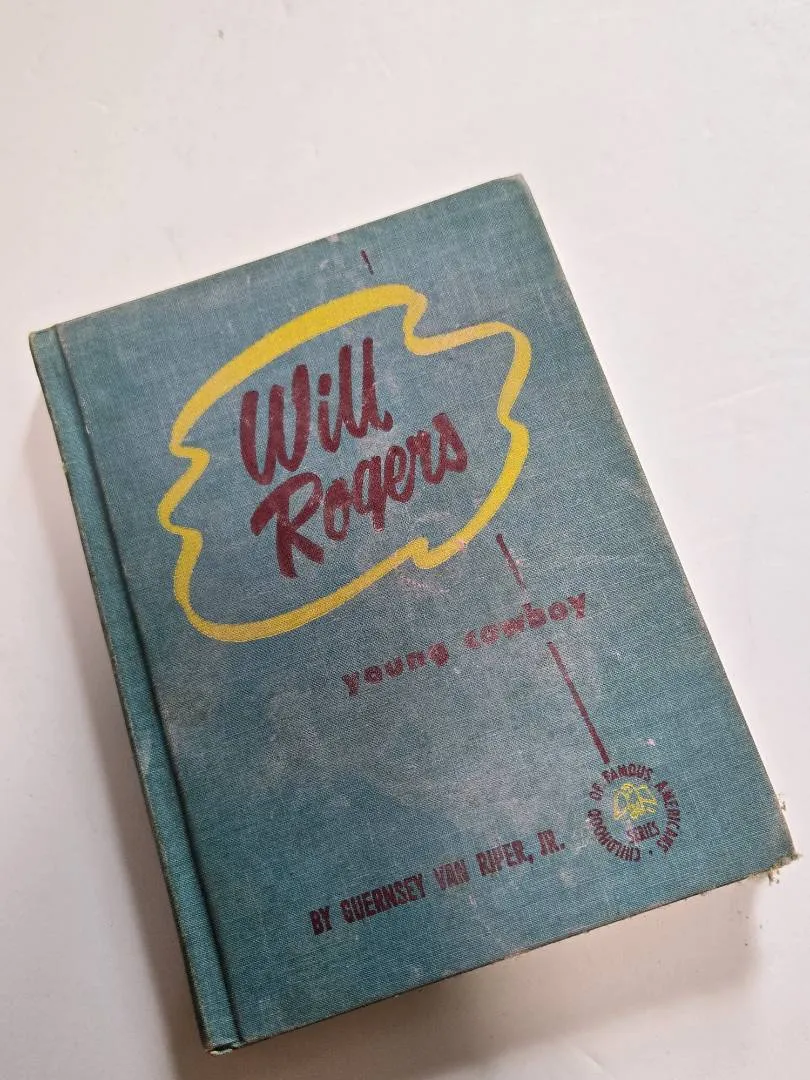 Will
Rogers
young cowboy
CHILDHOOD OF FAMOUS AMERICANS •
SERIES
BY GUERNSEY VAN RIPER, JR.